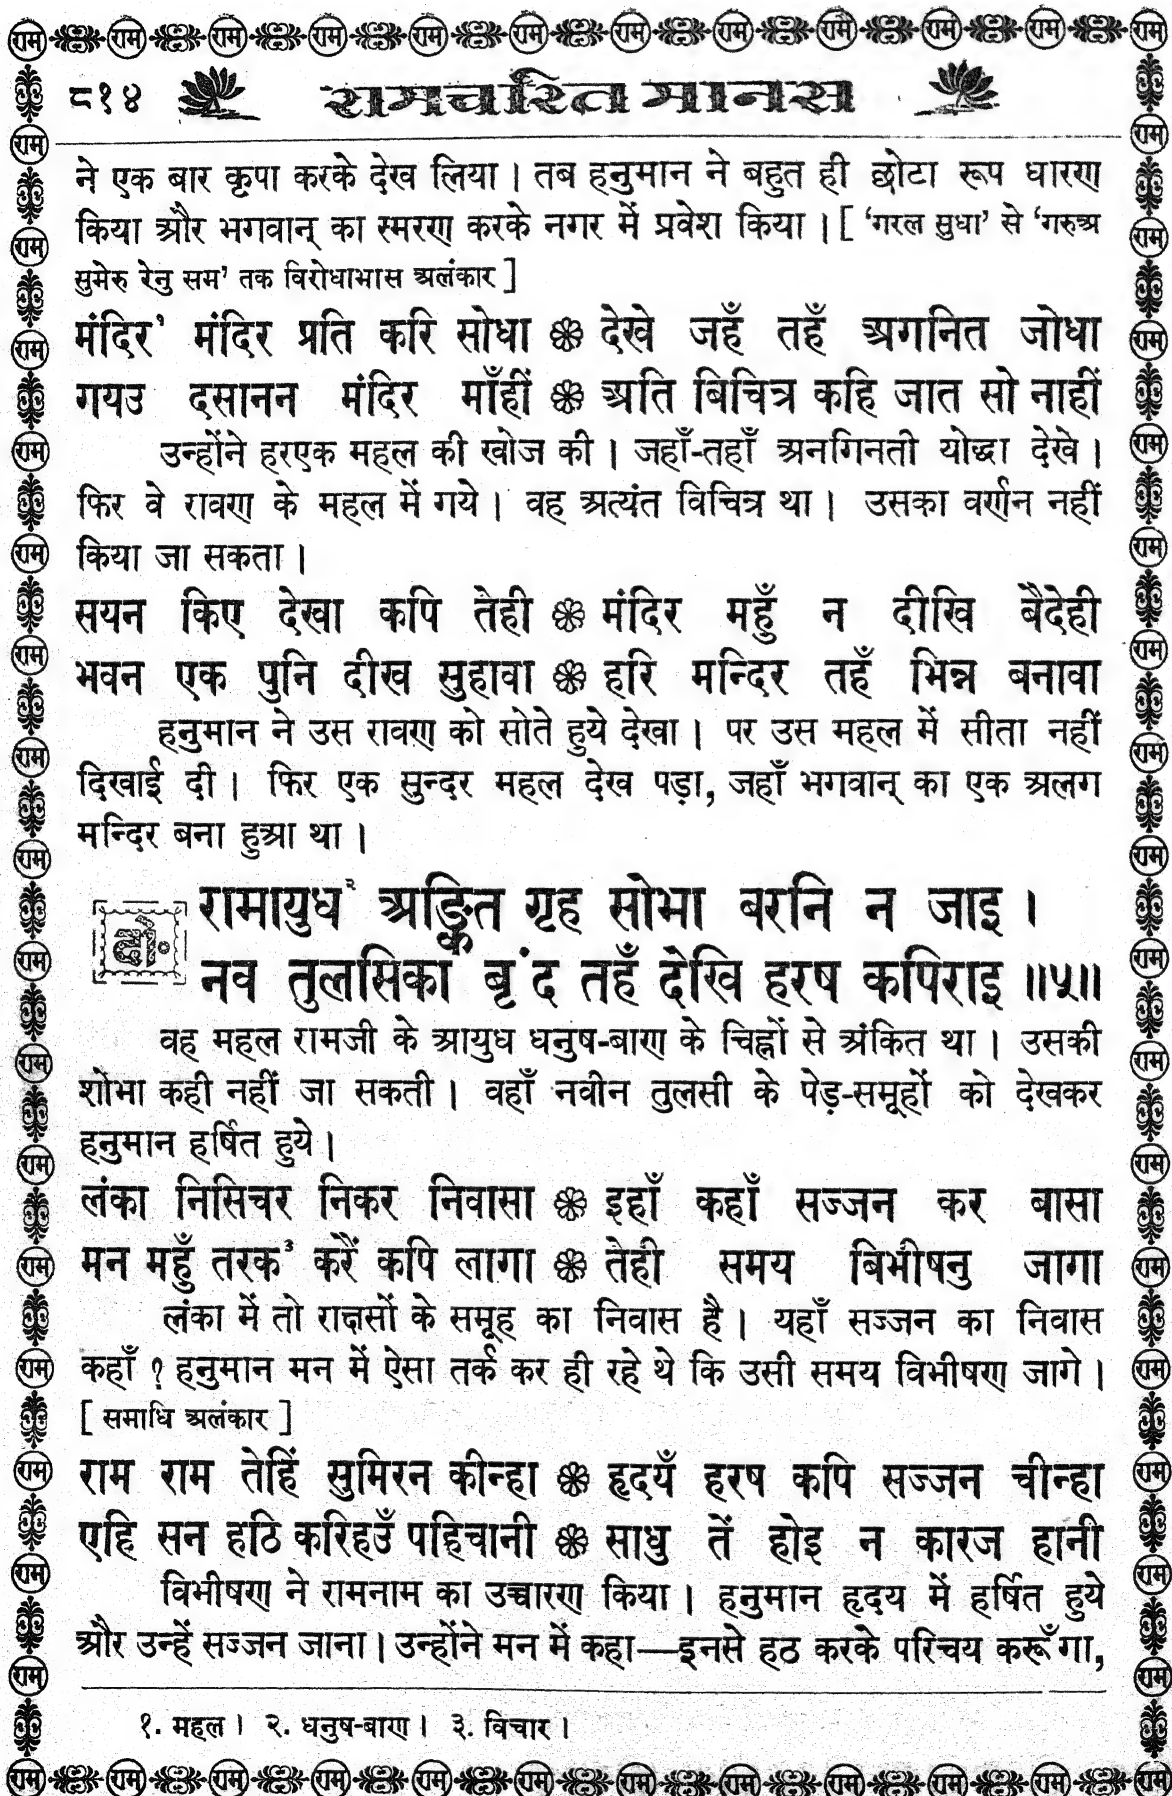 ८१४ रामचरितमानस
ने एक बार कृपा करके देख लिया। तब हनुमान ने बहुत ही छोटा रूप धारण
किया और भगवान् का स्मरण करके नगर में प्रवेश किया। [ 'गरल सुधा' से 'गरुअ
सुमेरु रेनु सम' तक विरोधाभास अलंकार ]
मंदिर१ मंदिर प्रति करि सोधा ❀ देखे जहँ तहँ अगनित जोधा
गयउ दसानन मंदिर माँहीं ❀ अति बिचित्र कहि जात सो नाहीं
उन्होंने हरएक महल की खोज की। जहाँ-तहाँ अनगिनती योद्धा देखे।
फिर वे रावण के महल में गये। वह अत्यंत विचित्र था। उसका वर्णन नहीं
किया जा सकता।
सयन किए देखा कपि तेही ❀ मंदिर महुँ न दीखि बैदेही
भवन एक पुनि दीख सुहावा ❀ हरि मन्दिर तहँ भिन्न बनावा
हनुमान ने उस रावण को सोते हुये देखा। पर उस महल में सीता नहीं
दिखाई दी। फिर एक सुन्दर महल देख पड़ा, जहाँ भगवान् का एक अलग
मन्दिर बना हुआ था।
दो० रामायुध२ अङ्कित गृह सोभा बरनि न जाइ।
नव तुलसिका बृंद तहँ देखि हरष कपिराइ ॥५॥
वह महल रामजी के आयुध धनुष-बाण के चिह्नों से अंकित था। उसकी
शोभा कही नहीं जा सकती। वहाँ नवीन तुलसी के पेड़-समूहों को देखकर
हनुमान हर्षित हुये।
लंका निसिचर निकर निवासा ❀ इहाँ कहाँ सज्जन कर बासा
मन महुँ तरक३ करैं कपि लागा ❀ तेही समय बिभीषनु जागा
लंका में तो राक्षसों के समूह का निवास है। यहाँ सज्जन का निवास
कहाँ ? हनुमान मन में ऐसा तर्क कर ही रहे थे कि उसी समय विभीषण जागे।
[ समाधि अलंकार ]
राम राम तेहिं सुमिरन कीन्हा ❀ हृदयँ हरष कपि सज्जन चीन्हा
एहि सन हठि करिहउँ पहिचानी ❀ साधु तें होइ न कारज हानी
विभीषण ने रामनाम का उच्चारण किया। हनुमान हृदय में हर्षित हुये
और उन्हें सज्जन जाना। उन्होंने मन में कहा—इनसे हठ करके परिचय करूँगा,
१. महल। २. धनुष-बाण। ३. विचार।